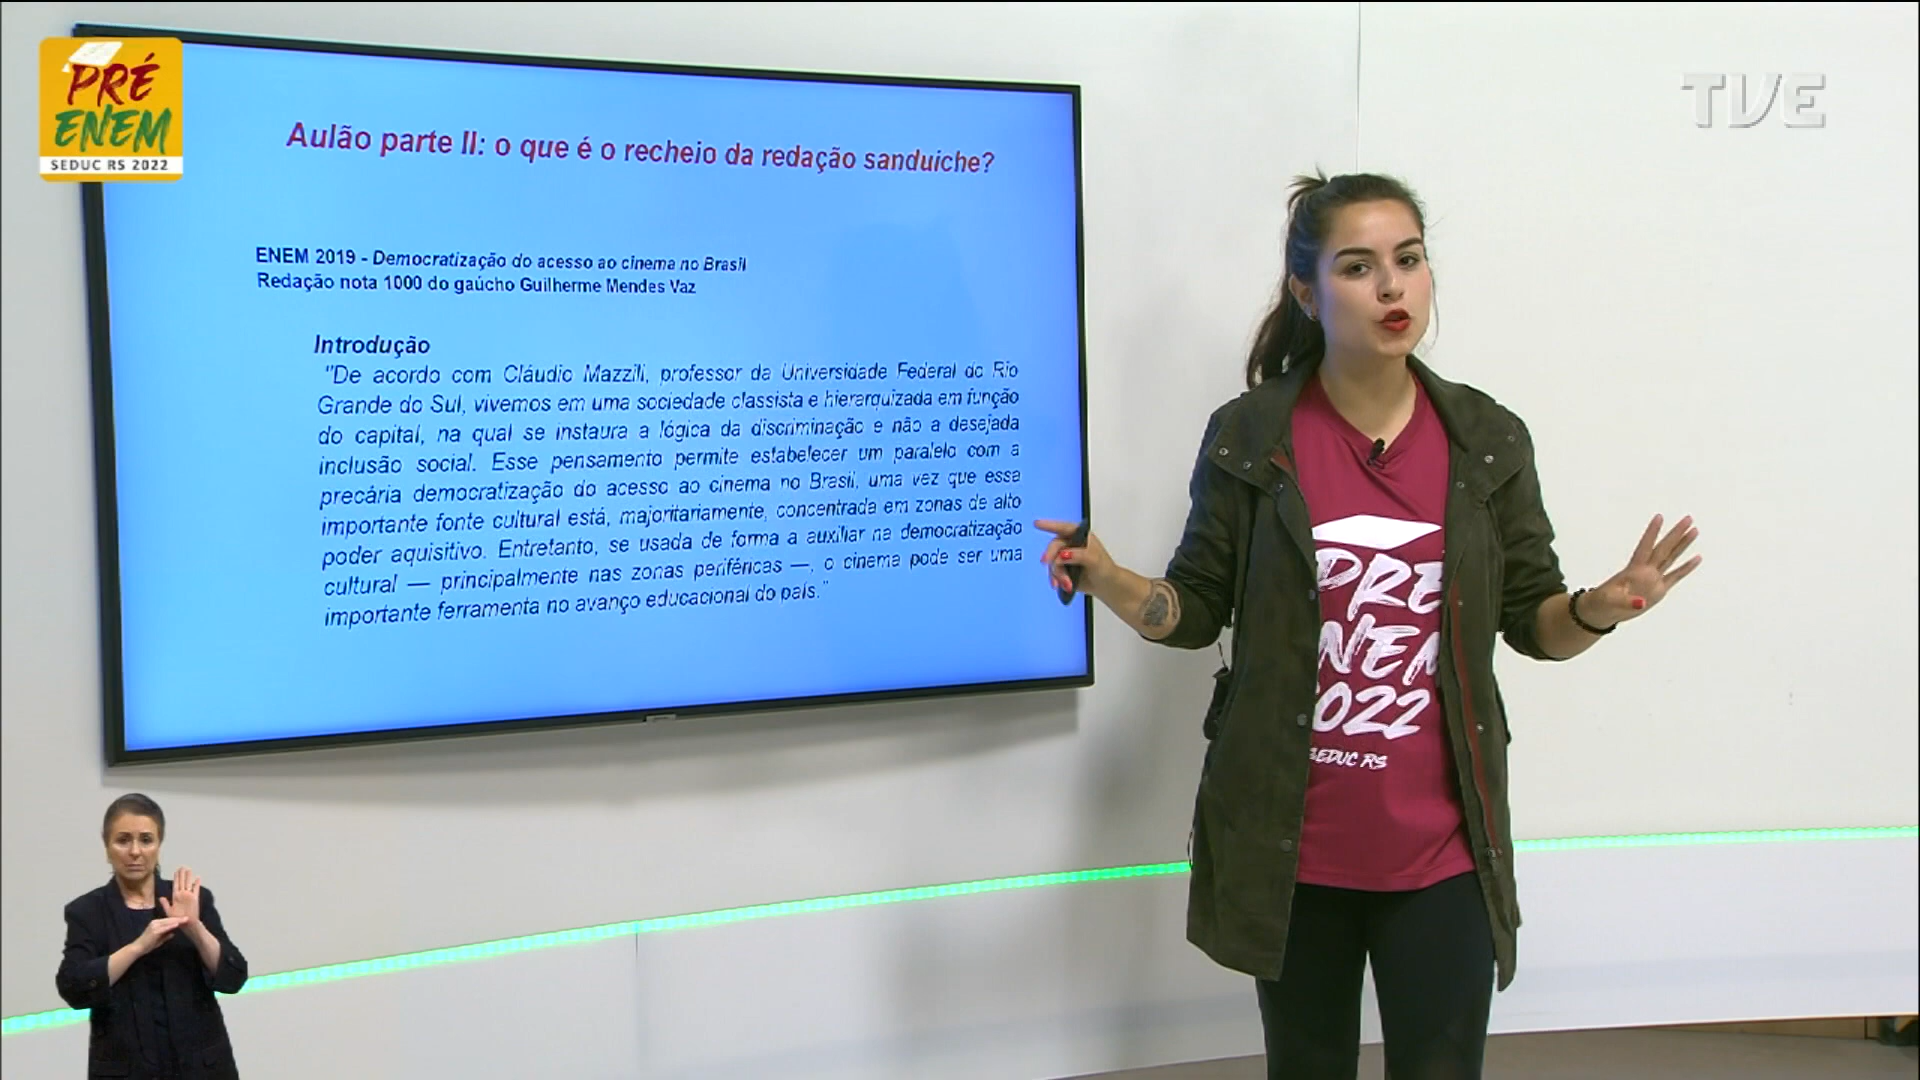 PRÉ
ENEM
SEDUC RS 2022
TVE
Aulão parte II: o que é o recheio da redação sanduiche?
ENEM 2019 - Democratização do acesso ao cinema no Brasil
Redação nota 1000 do gaúcho Guilherme Mendes Vaz
Introdução
"De acordo com Cláudio Mazzili, professor da Universidade Federal do Rio
Grande do Sul, vivemos em uma sociedade classista e hierarquizada em função
do capital, na qual se instaura a lógica da discriminação e não a desejada
inclusão social. Esse pensamento permite estabelecer um paralelo com a
precária democratização do acesso ao cinema no Brasil, uma vez que essa
importante fonte cultural está, majoritariamente, concentrada em zonas de alto
poder aquisitivo. Entretanto, se usada de forma a auxiliar na democratização
cultural — principalmente nas zonas periféricas —, o cinema pode ser uma
importante ferramenta no avanço educacional do país."
PRÉ
ENEM
2022
SEDUC RS